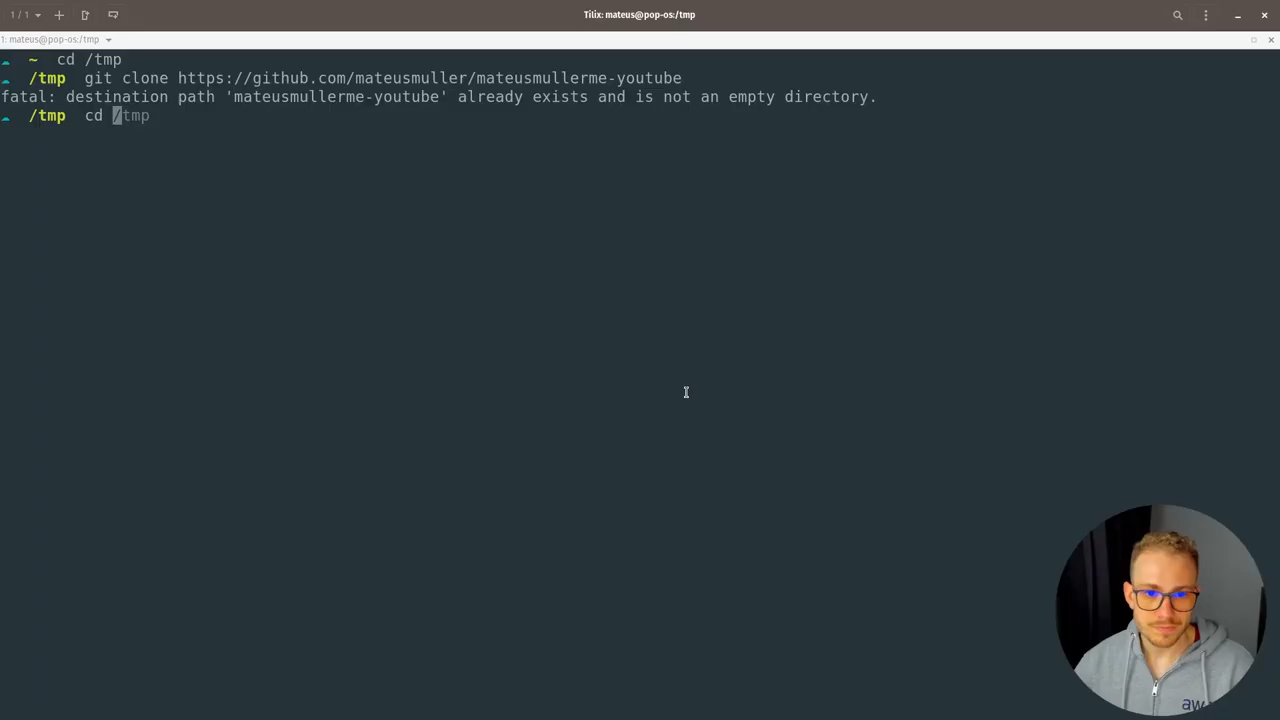 1 / 1
Tilix: mateus@pop-os:/tmp
1: mateus@pop-os:/tmp
~ cd /tmp
/tmp git clone https://github.com/mateusmuller/mateusmullerme-youtube
fatal: destination path 'mateusmullerme-youtube' already exists and is not an empty directory.
/tmp cd /tmp
aw